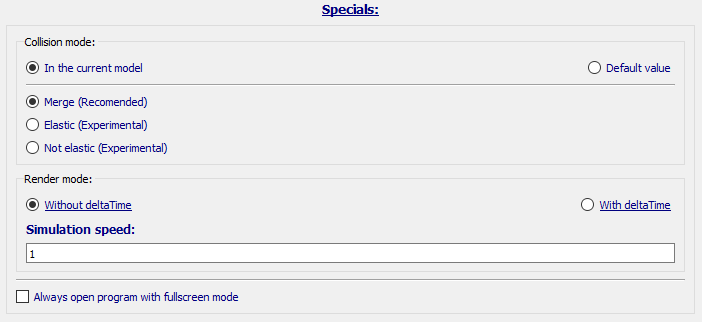 Specials:
Collision mode:
In the current model Default value
Merge (Recomended)
Elastic (Experimental)
Not elastic (Experimental)
Render mode:
Without deltaTime With deltaTime
Simulation speed:
1
Always open program with fullscreen mode